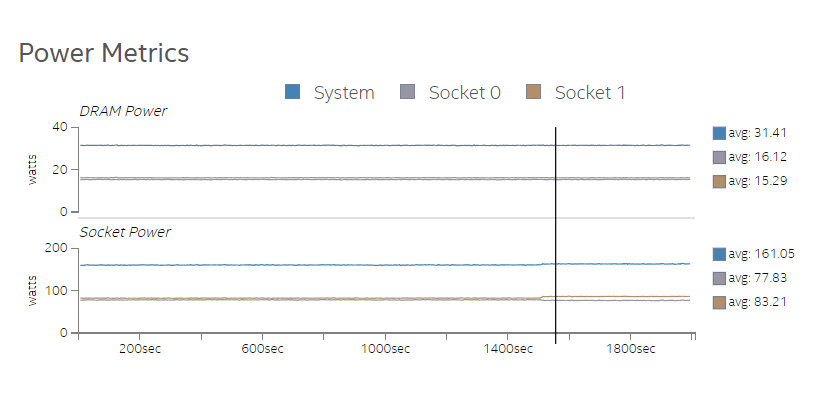 Power Metrics
System Socket 0 Socket 1
DRAM Power
40
20
0
watts
avg: 31.41
avg: 16.12
avg: 15.29
Socket Power
200
100
0
watts
avg: 161.05
avg: 77.83
avg: 83.21
200sec 600sec 1000sec 1400sec 1800sec